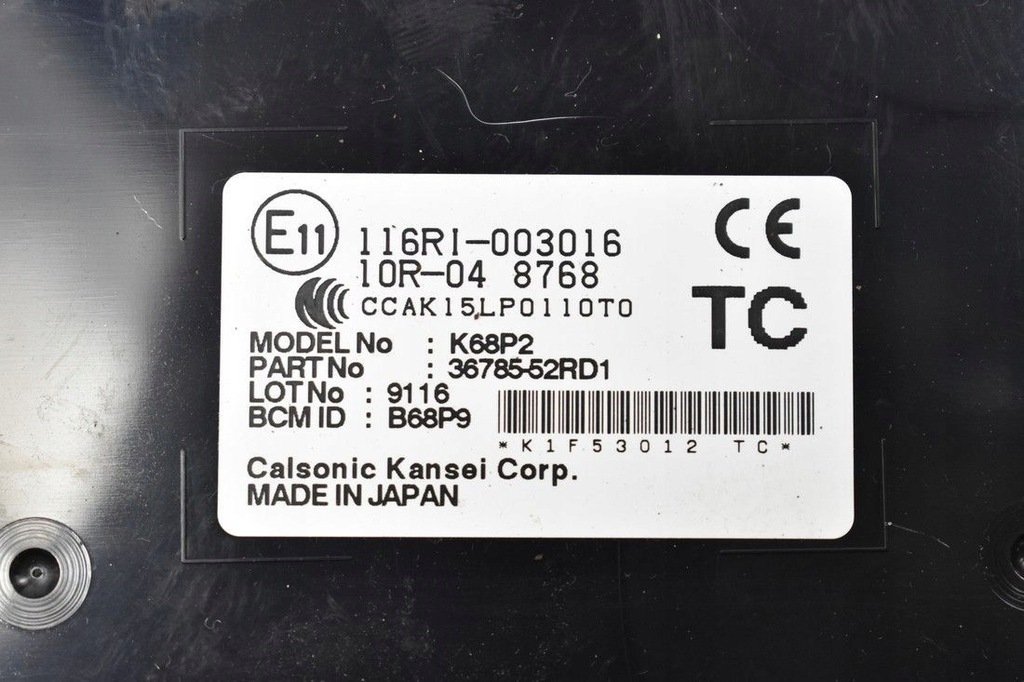 E11 116RI-003016
10R-04 8768
CCAK15LP0110T0
CE
TC
MODEL No : K68P2
PART No : 36785-52RD1
LOT No : 9116
BCM ID : B68P9
*K1F53012 TC*
Calsonic Kansei Corp.
MADE IN JAPAN